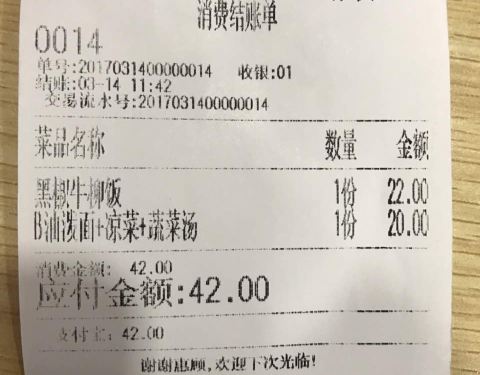 消费结账单
0014
单号:2017031400000014 收银:01
结账:03-14 11:42
交易流水号:2017031400000014
菜品名称 数量 金额
黑椒牛柳饭 1份 22.00
B油泼面+凉菜+蔬菜汤 1份 20.00
消费金额: 42.00
应付金额:42.00
支付宝: 42.00
谢谢惠顾,欢迎下次光临!